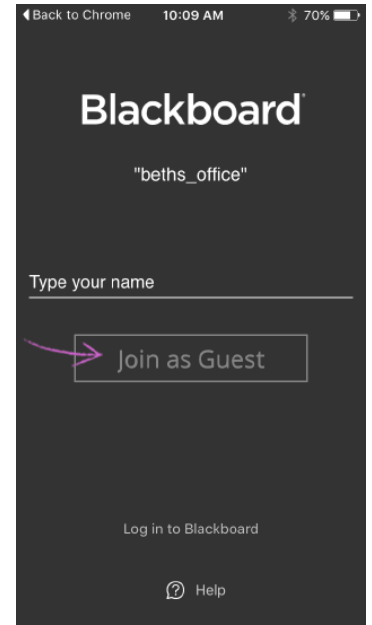 Back to Chrome 10:09 AM 70%
Blackboard
"beths_office"
Type your name
Join as Guest
Log in to Blackboard
Help